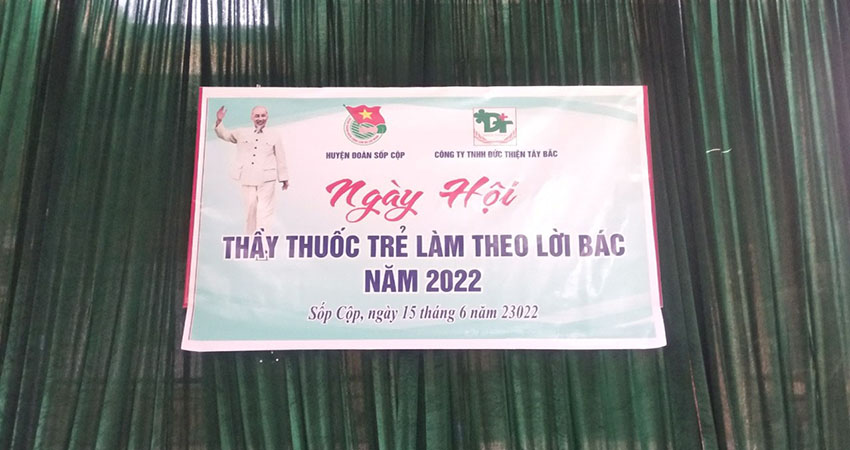 HUYỆN ĐOÀN SỐP CỘP
CÔNG TY TNHH ĐỨC THIỆN TÂY BẮC
Ngày Hội
THẦY THUỐC TRẺ LÀM THEO LỜI BÁC
NĂM 2022
Sốp Cộp, ngày 15 tháng 6 năm 23022